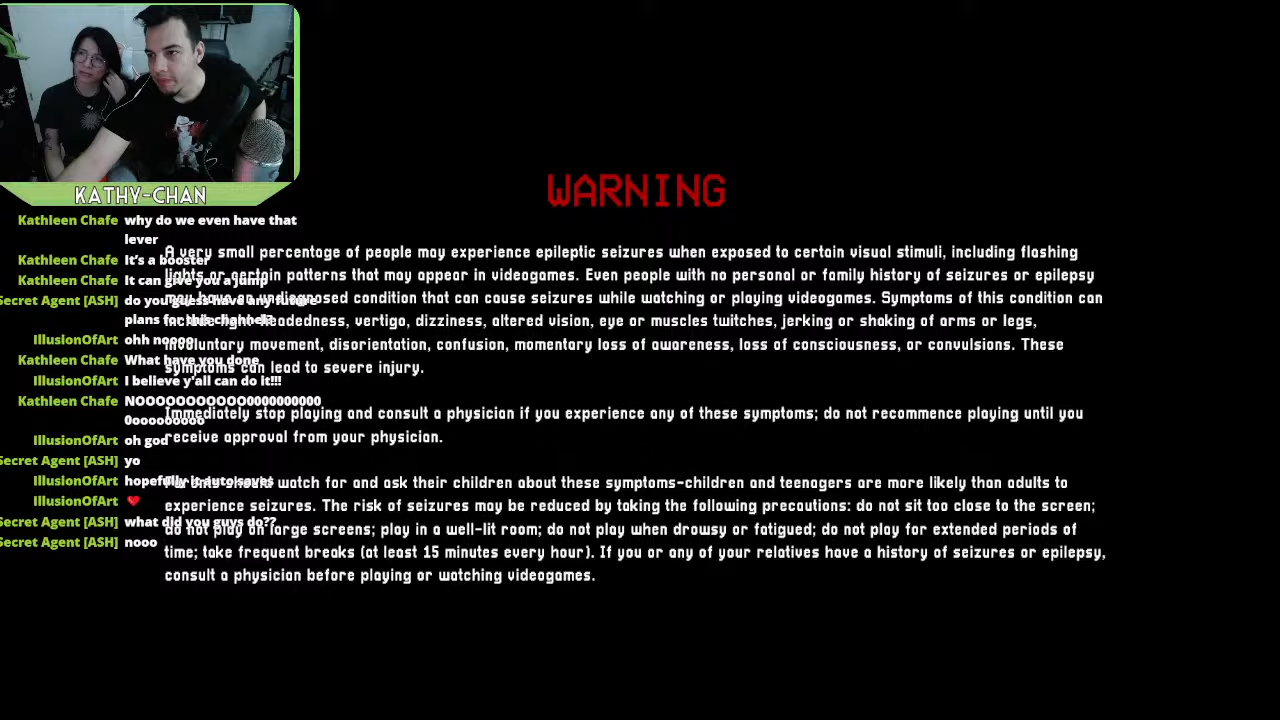 KATHY-CHAN
Kathleen Chafe why do we even have that
lever
Kathleen Chafe It's a booster
Kathleen Chafe It can give you a jump
Secret Agent [ASH] do you guess have any future
plans for this channel?
IllusionOfArt ohh noooo
Kathleen Chafe What have you done
IllusionOfArt I believe y'all can do it!!!
Kathleen Chafe NOOOOOOOOOOOO0000000000
0ooooooooo
IllusionOfArt oh god
Secret Agent [ASH] yo
IllusionOfArt hopefully it auto saves
IllusionOfArt ❤
Secret Agent [ASH] what did you guys do??
Secret Agent [ASH] nooo
WARNING
A very small percentage of people may experience epileptic seizures when exposed to certain visual stimuli, including flashing
lights or certain patterns that may appear in videogames. Even people with no personal or family history of seizures or epilepsy
may have an undiagnosed condition that can cause seizures while watching or playing videogames. Symptoms of this condition can
include light-headedness, vertigo, dizziness, altered vision, eye or muscles twitches, jerking or shaking of arms or legs,
involuntary movement, disorientation, confusion, momentary loss of awareness, loss of consciousness, or convulsions. These
symptoms can lead to severe injury.
Immediately stop playing and consult a physician if you experience any of these symptoms; do not recommence playing until you
receive approval from your physician.
Parents should watch for and ask their children about these symptoms-children and teenagers are more likely than adults to
experience seizures. The risk of seizures may be reduced by taking the following precautions: do not sit too close to the screen;
do not play on large screens; play in a well-lit room; do not play when drowsy or fatigued; do not play for extended periods of
time; take frequent breaks (at least 15 minutes every hour). If you or any of your relatives have a history of seizures or epilepsy,
consult a physician before playing or watching videogames.